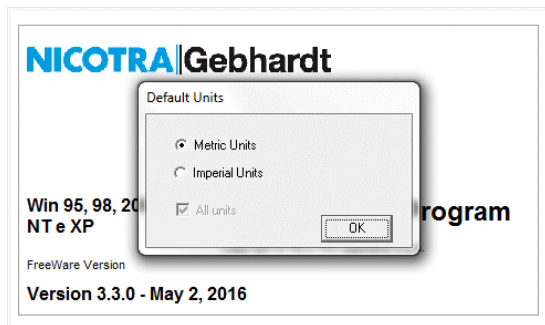 NICOTRA|Gebhardt
Default Units
Metric Units
Imperial Units
All units
OK
Win 95, 98, 20
rogram
NT e XP
FreeWare Version
Version 3.3.0 - May 2, 2016